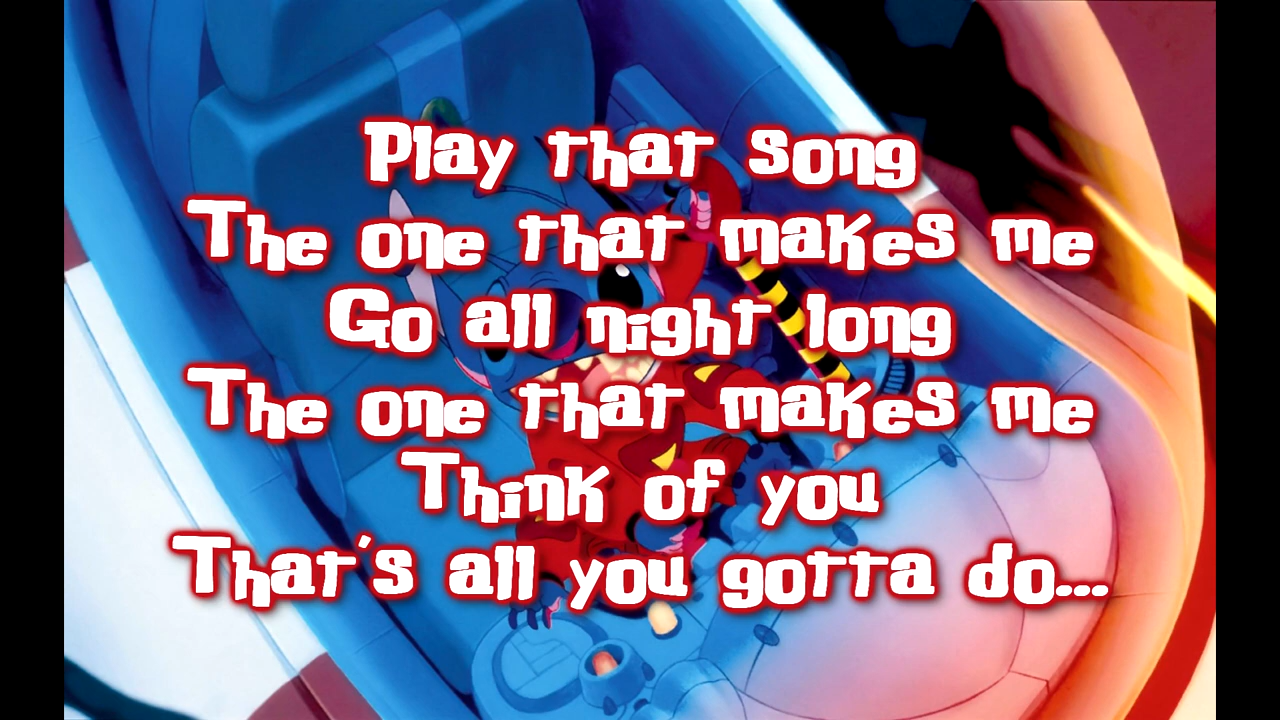 Play that song
The one that makes me
Go all night long
The one that makes me
Think of you
That's all you gotta do...